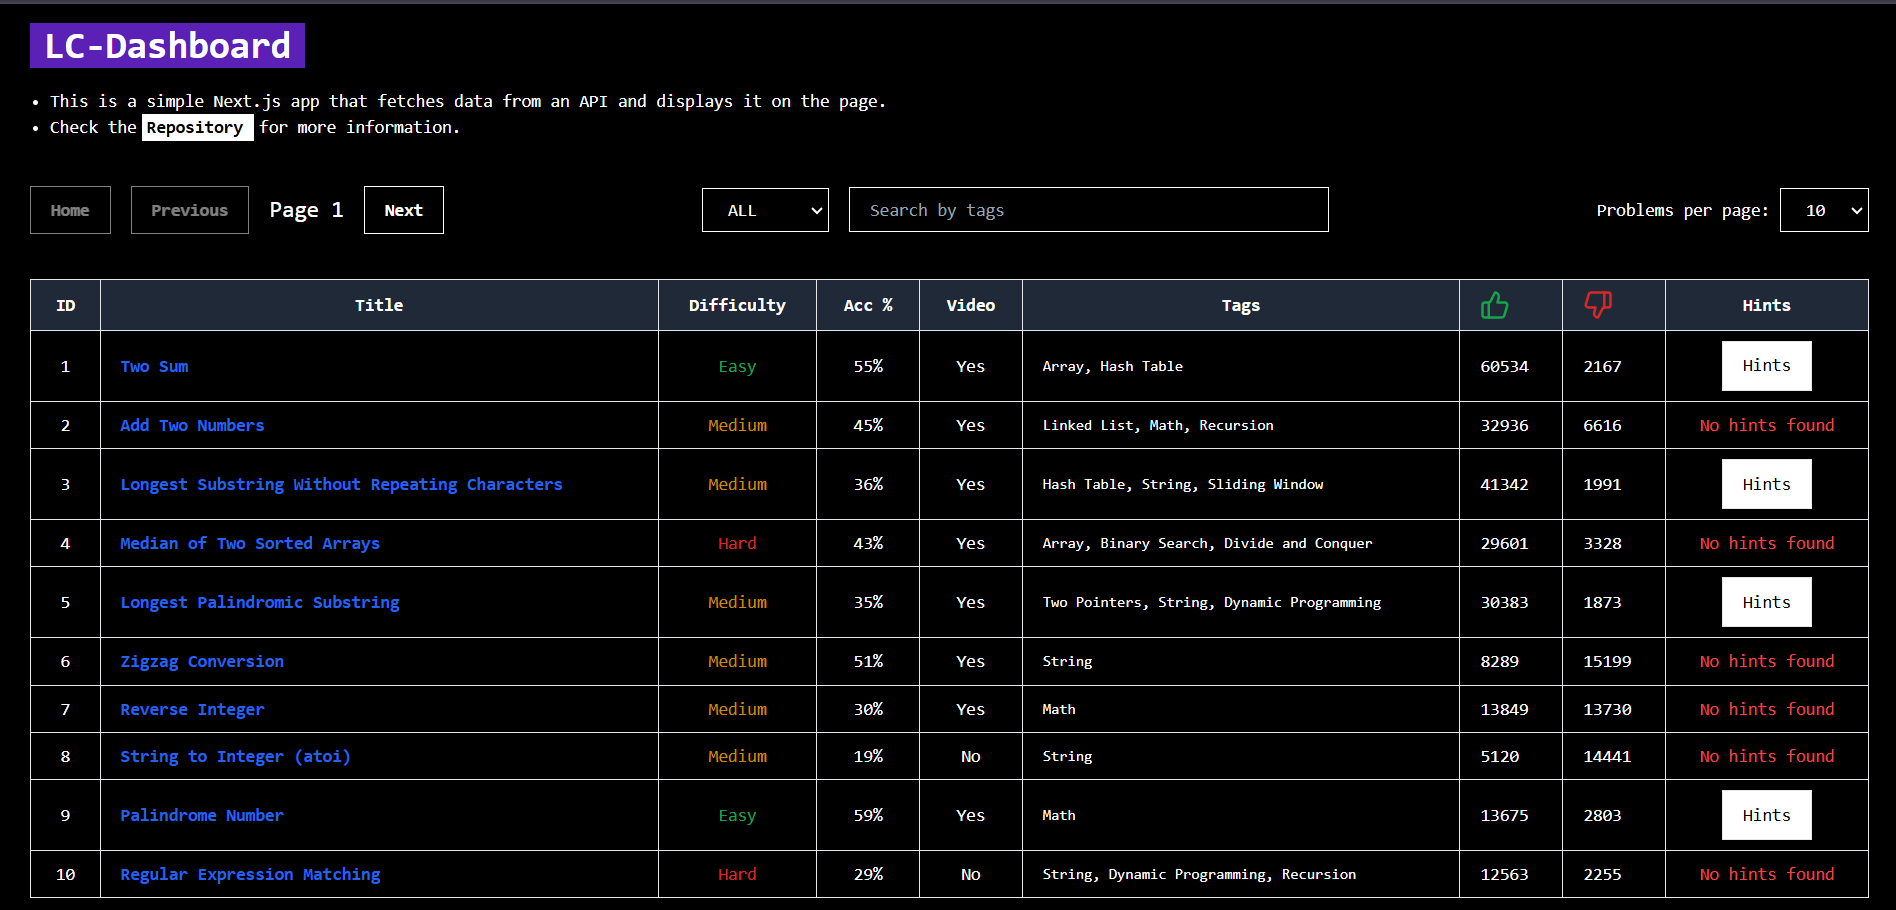 LC-Dashboard
• This is a simple Next.js app that fetches data from an API and displays it on the page.
• Check the Repository for more information.
Home Previous Page 1 Next ALL Search by tags Problems per page: 10
ID Title Difficulty Acc % Video Tags Hints
1 Two Sum Easy 55% Yes Array, Hash Table 60534 2167 Hints
2 Add Two Numbers Medium 45% Yes Linked List, Math, Recursion 32936 6616 No hints found
3 Longest Substring Without Repeating Characters Medium 36% Yes Hash Table, String, Sliding Window 41342 1991 Hints
4 Median of Two Sorted Arrays Hard 43% Yes Array, Binary Search, Divide and Conquer 29601 3328 No hints found
5 Longest Palindromic Substring Medium 35% Yes Two Pointers, String, Dynamic Programming 30383 1873 Hints
6 Zigzag Conversion Medium 51% Yes String 8289 15199 No hints found
7 Reverse Integer Medium 30% Yes Math 13849 13730 No hints found
8 String to Integer (atoi) Medium 19% No String 5120 14441 No hints found
9 Palindrome Number Easy 59% Yes Math 13675 2803 Hints
10 Regular Expression Matching Hard 29% No String, Dynamic Programming, Recursion 12563 2255 No hints found